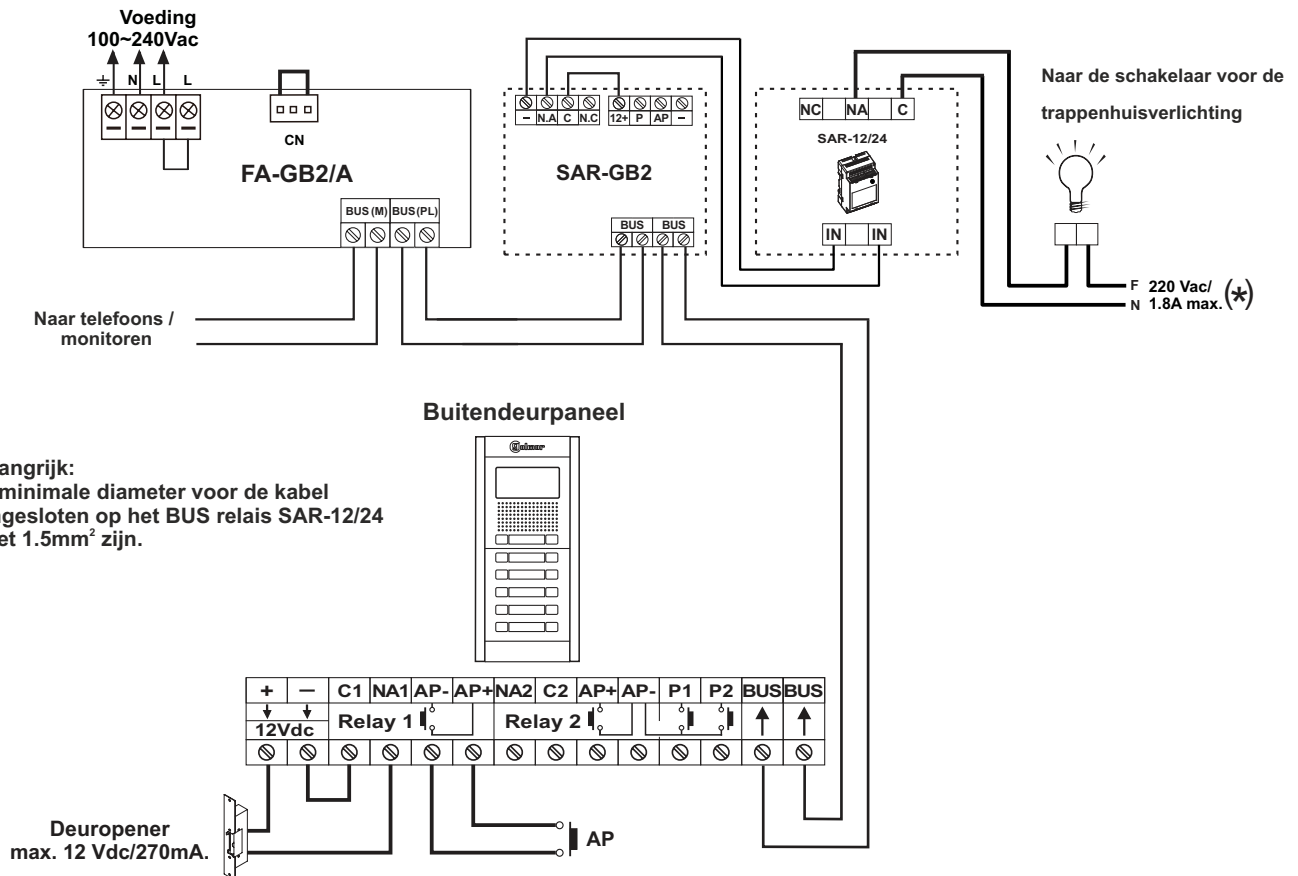 Voeding
100~240Vac
N L L
CN
FA-GB2/A
BUS (M) BUS (PL)
– N.A C N.C 12+ P AP –
SAR-GB2
BUS BUS
NC NA C
SAR-12/24
IN IN
Naar de schakelaar voor de
trappenhuisverlichting
F 220 Vac/
N 1.8A max. (*)
Naar telefoons /
monitoren
Buitendeurpaneel
Golmar
angrijk:
minimale diameter voor de kabel
gesloten op het BUS relais SAR-12/24
et 1.5mm² zijn.
+ – C1 NA1 AP- AP+ NA2 C2 AP+ AP- P1 P2 BUS BUS
12Vdc Relay 1 Relay 2
Deuropener
max. 12 Vdc/270mA.
AP